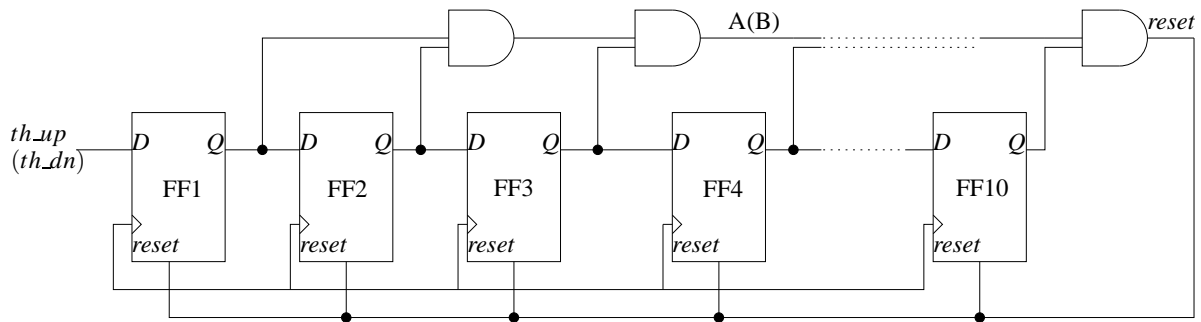 A(B)
reset
th_up
(th_dn)
D Q D Q D Q D Q D Q
FF1 FF2 FF3 FF4 FF10
reset reset reset reset reset